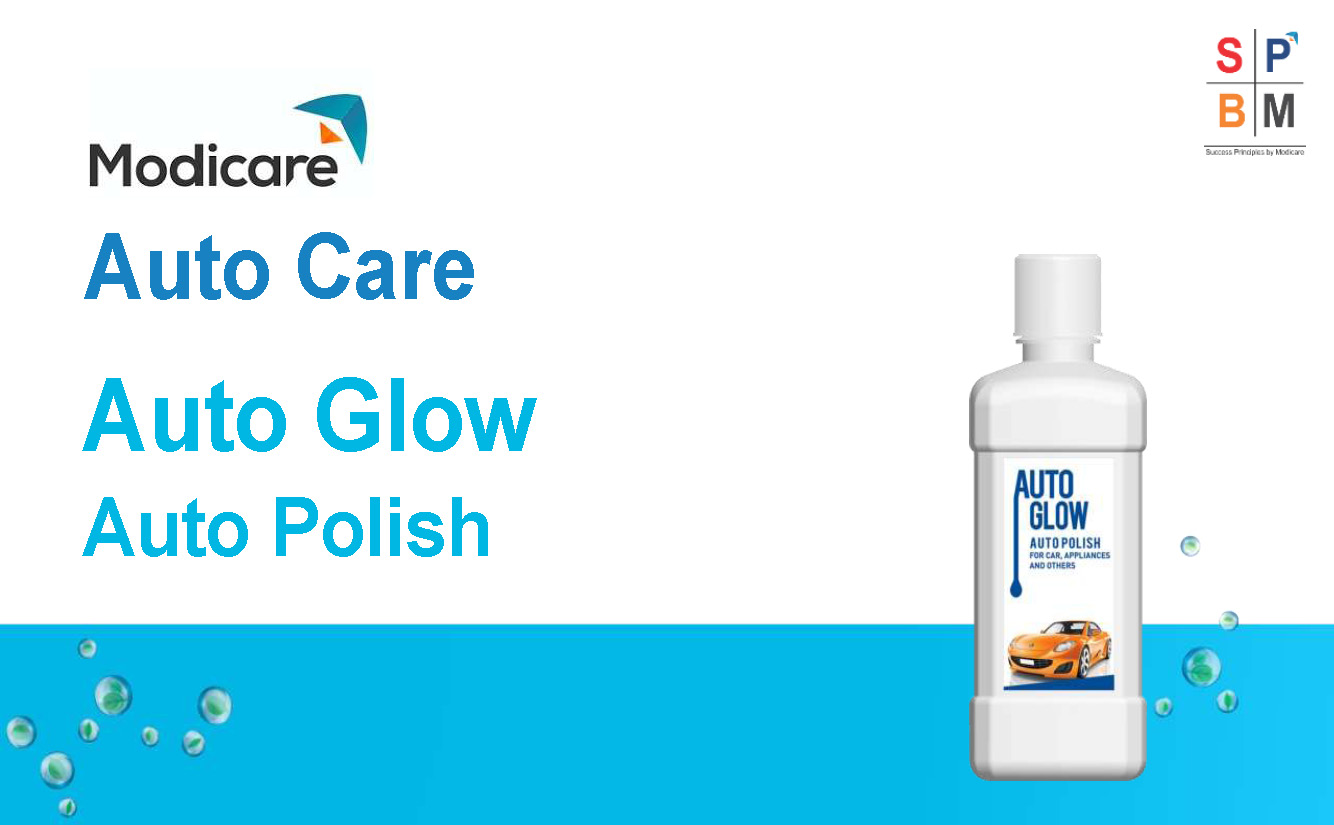 Modicare
S P
B M
Success Principles by Modicare
Auto Care
Auto Glow
Auto Polish
AUTO
GLOW
AUTO POLISH
FOR CAR, APPLIANCES
AND OTHERS